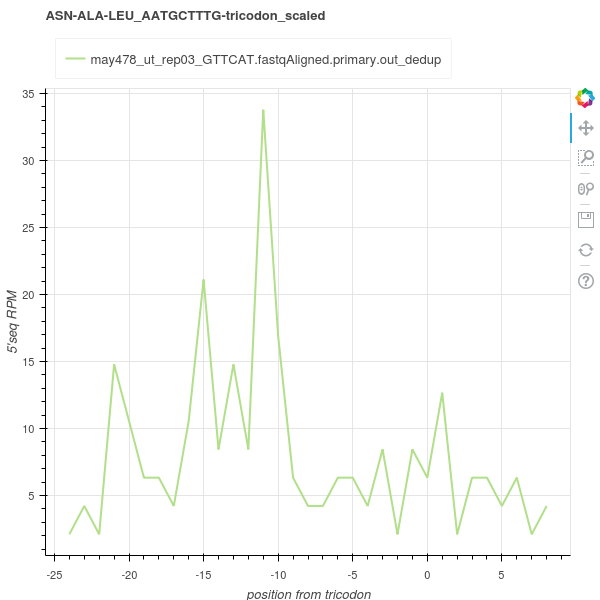 ASN-ALA-LEU_AATGCTTTG-tricodon_scaled
may478_ut_rep03_GTTCAT.fastqAligned.primary.out_dedup
35
30
25
20
15
10
5
5'seq RPM
-25 -20 -15 -10 -5 0 5
position from tricodon